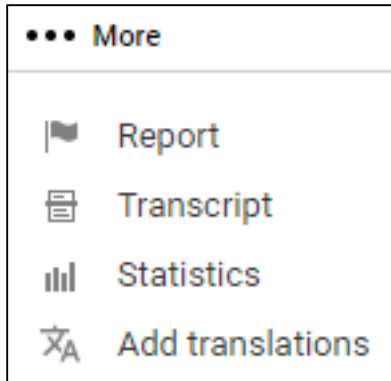 ••• More
Report
Transcript
Statistics
Add translations